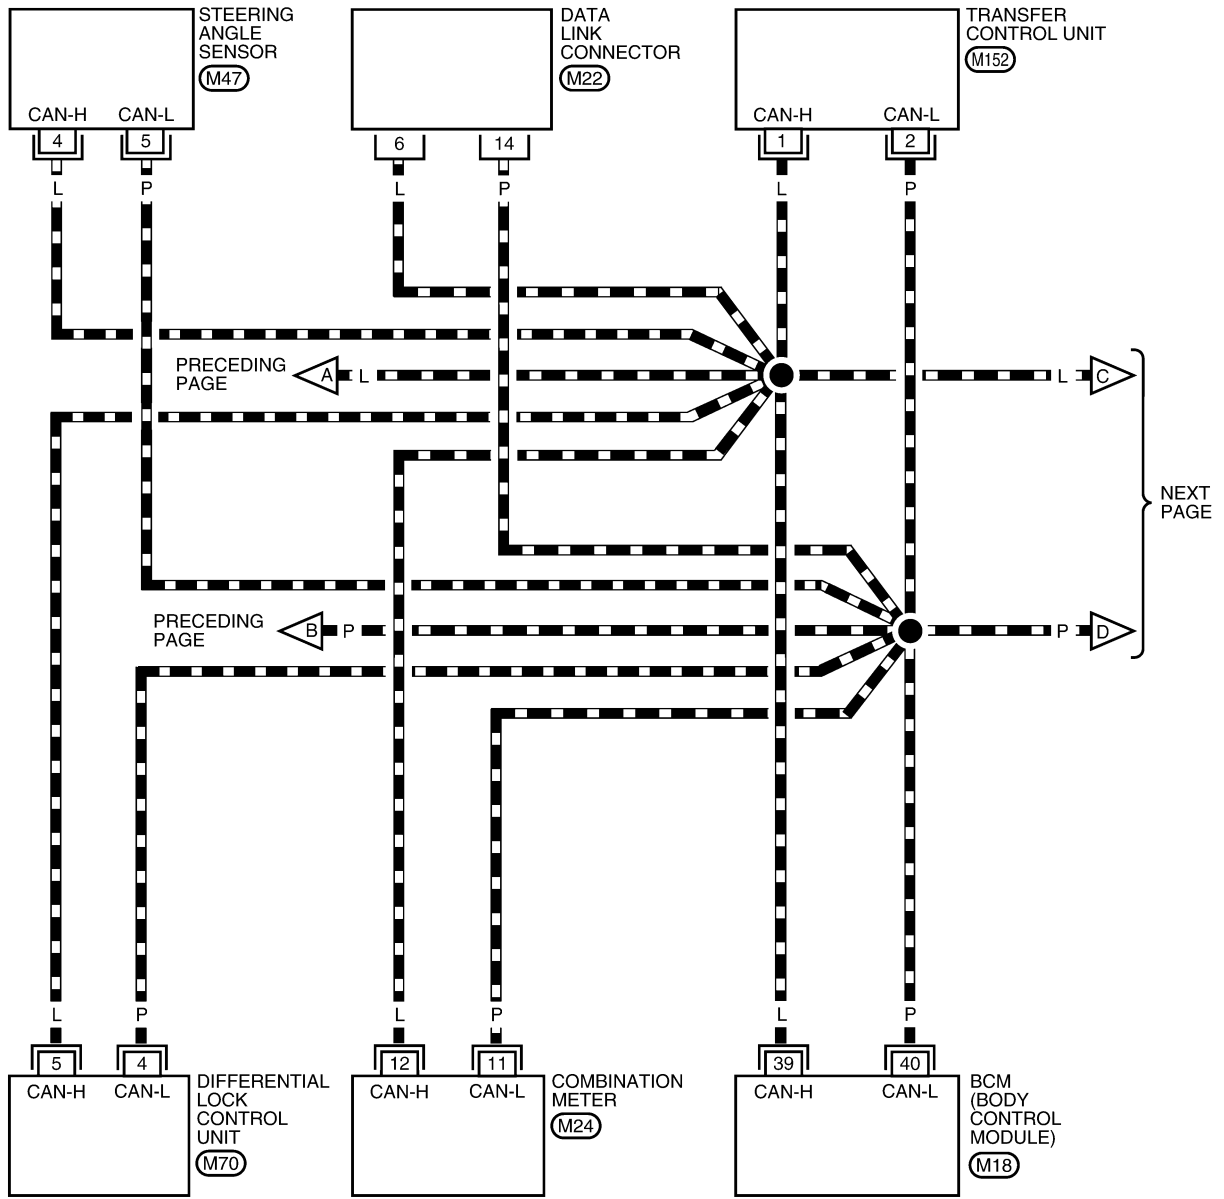 STEERING
ANGLE
SENSOR
M47
CAN-H CAN-L
4 5
L P
DATA
LINK
CONNECTOR
M22
6 14
L P
TRANSFER
CONTROL UNIT
M152
CAN-H CAN-L
1 2
L P
PRECEDING
PAGE
A L
L C
NEXT
PAGE
PRECEDING
PAGE
B P
P D
L P
5 4
CAN-H CAN-L
DIFFERENTIAL
LOCK
CONTROL
UNIT
M70
L P
12 11
CAN-H CAN-L
COMBINATION
METER
M24
L P
39 40
CAN-H CAN-L
BCM
(BODY
CONTROL
MODULE)
M18